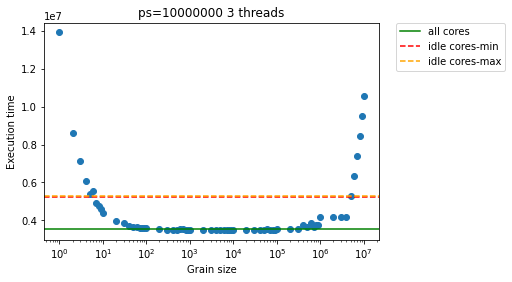 ps=10000000 3 threads
1e7
1.4
1.2
1.0
0.8
0.6
0.4
Execution time
10^0 10^1 10^2 10^3 10^4 10^5 10^6 10^7
Grain size
all cores
idle cores-min
idle cores-max